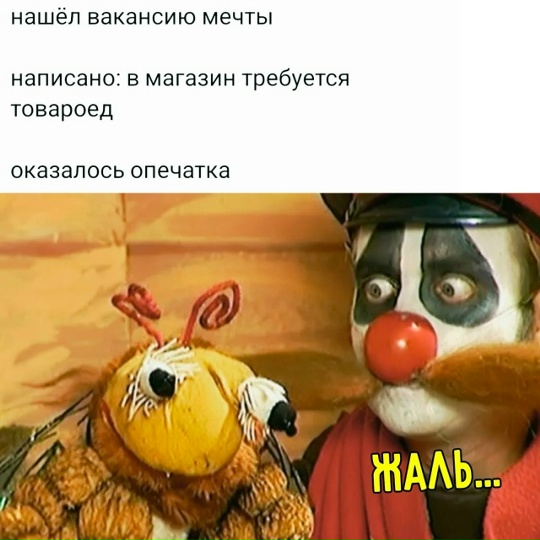 нашёл вакансию мечты
написано: в магазин требуется
товароед
оказалось опечатка
ЖАЛЬ...